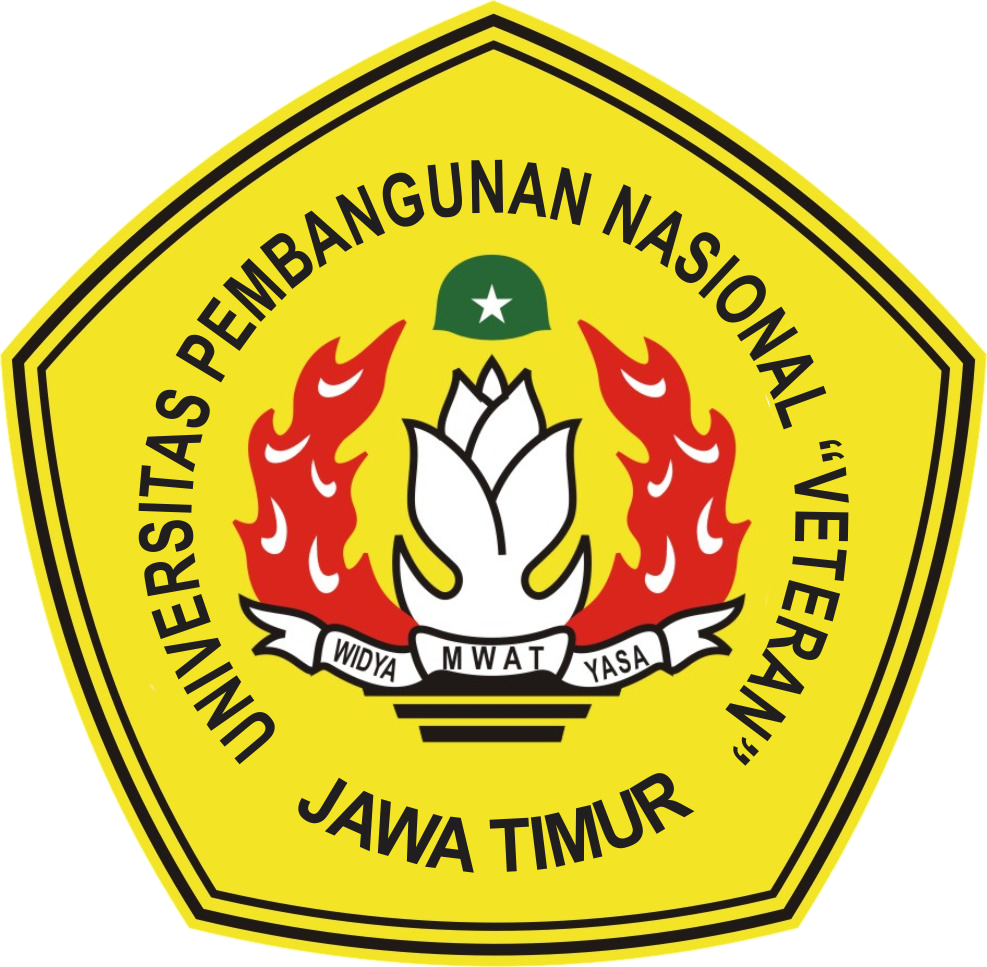 UNIVERSITAS PEMBANGUNAN NASIONAL “VETERAN”
WIDYA MWAT YASA
JAWA TIMUR